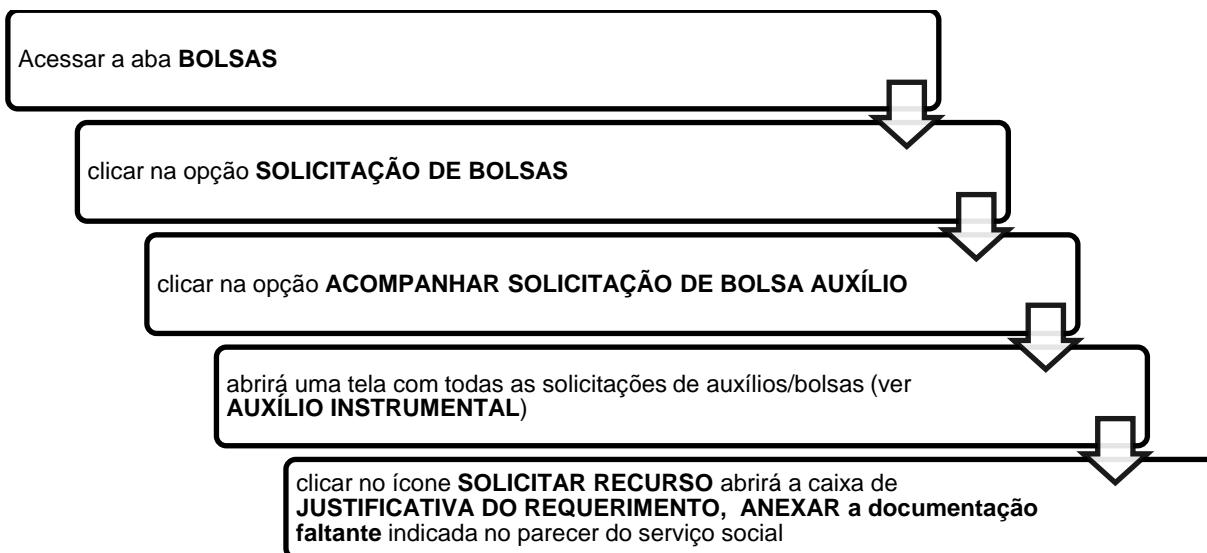 Acessar a aba BOLSAS
clicar na opção SOLICITAÇÃO DE BOLSAS
clicar na opção ACOMPANHAR SOLICITAÇÃO DE BOLSA AUXÍLIO
abrirá uma tela com todas as solicitações de auxílios/bolsas (ver
AUXÍLIO INSTRUMENTAL)
clicar no ícone SOLICITAR RECURSO abrirá a caixa de
JUSTIFICATIVA DO REQUERIMENTO, ANEXAR a documentação
faltante indicada no parecer do serviço social